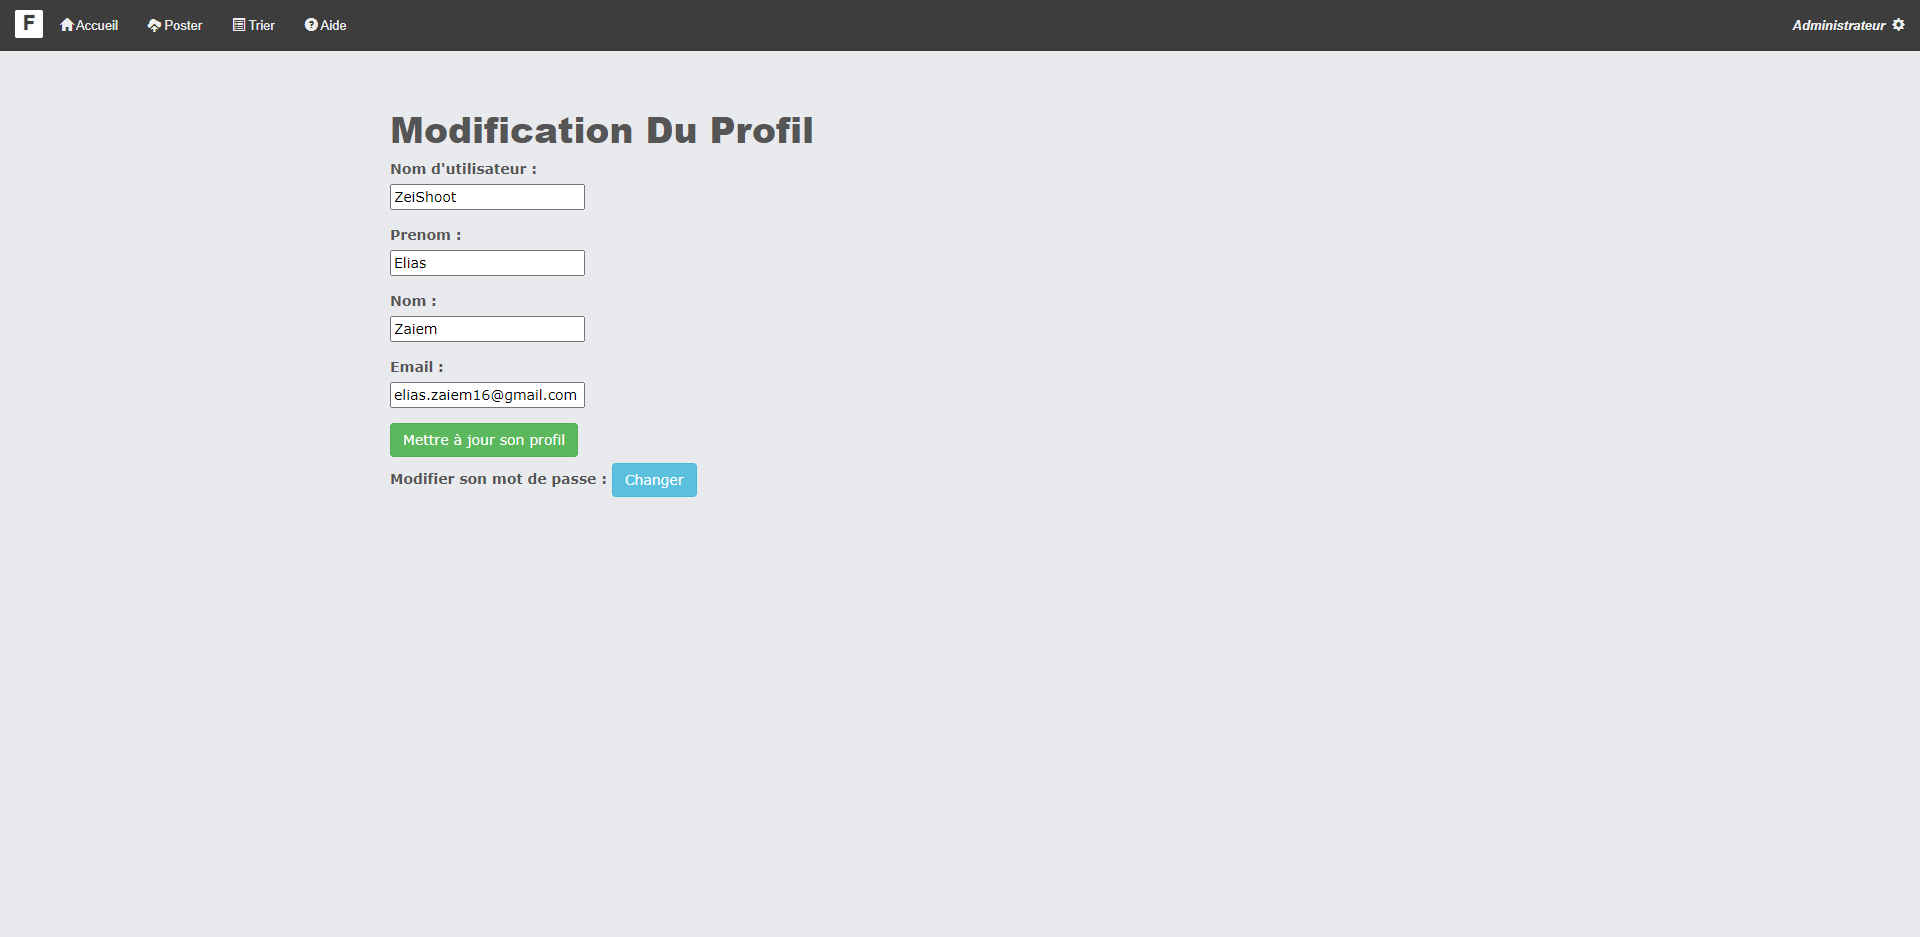 F Accueil Poster Trier Aide Administrateur
Modification Du Profil
Nom d'utilisateur :
ZeiShoot
Prenom :
Elias
Nom :
Zaiem
Email :
elias.zaiem16@gmail.com
Mettre à jour son profil
Modifier son mot de passe : Changer